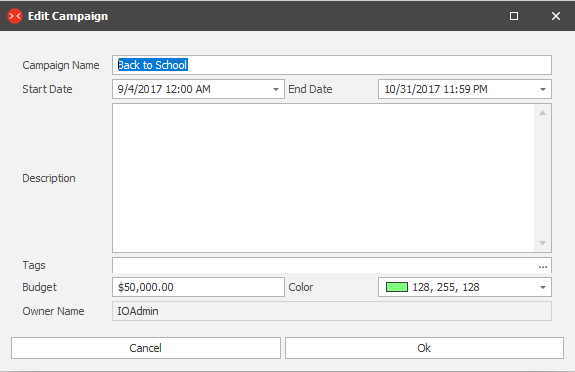 Edit Campaign
Campaign Name Back to School
Start Date 9/4/2017 12:00 AM End Date 10/31/2017 11:59 PM
Description
Tags ...
Budget $50,000.00 Color 128, 255, 128
Owner Name IOAdmin
Cancel Ok